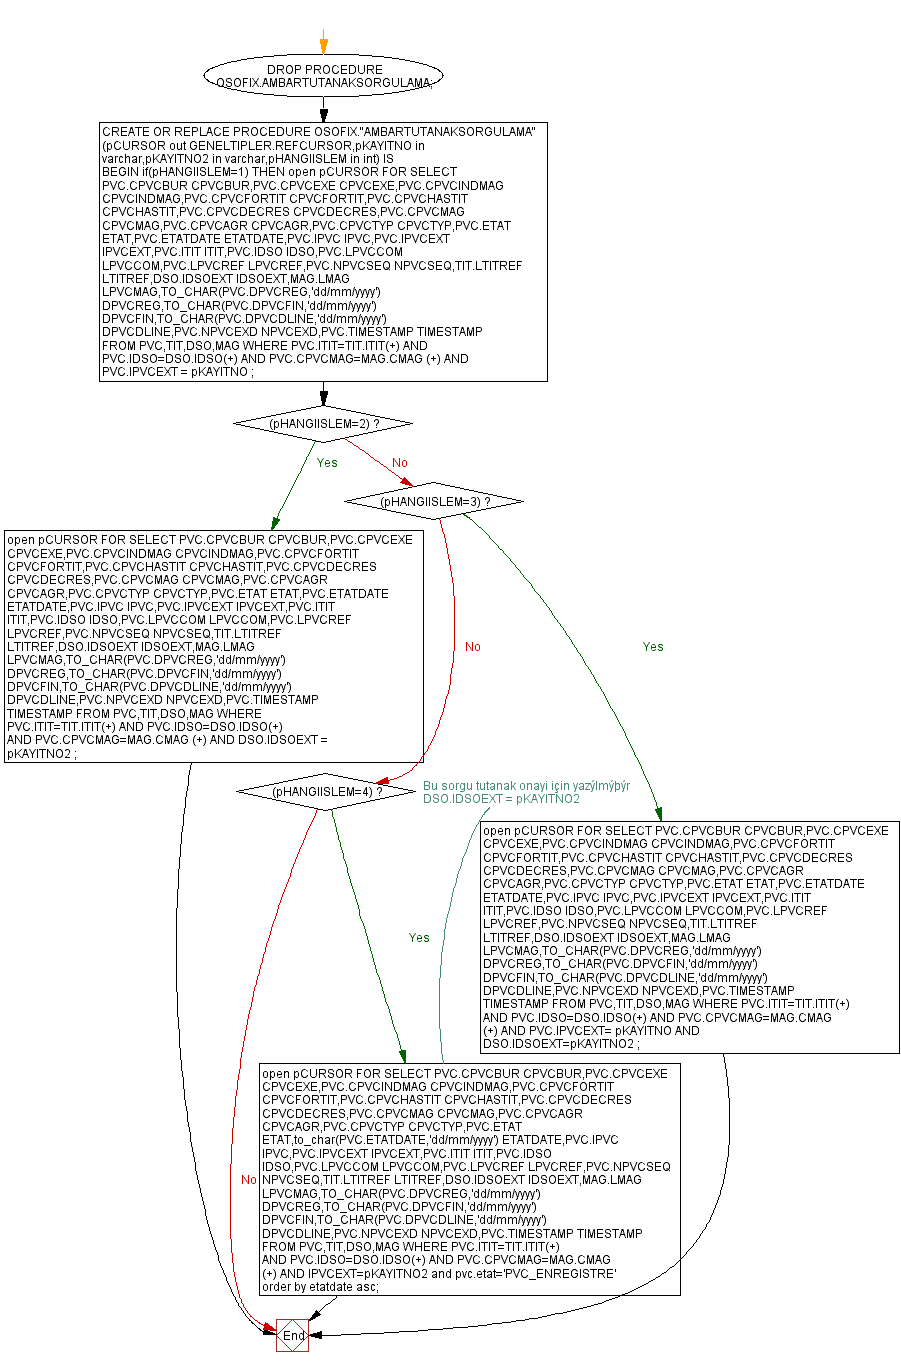 DROP PROCEDURE
OSOFIX.AMBARTUTANAKSORGULAMA;
CREATE OR REPLACE PROCEDURE OSOFIX."AMBARTUTANAKSORGULAMA"
(pCURSOR out GENELTIPLER.REFCURSOR,pKAYITNO in
varchar,pKAYITNO2 in varchar,pHANGIISLEM in int) IS
BEGIN if(pHANGIISLEM=1) THEN open pCURSOR FOR SELECT
PVC.CPVCBUR CPVCBUR,PVC.CPVCEXE CPVCEXE,PVC.CPVCINDMAG
CPVCINDMAG,PVC.CPVCFORTIT CPVCFORTIT,PVC.CPVCHASTIT
CPVCHASTIT,PVC.CPVCDECRES CPVCDECRES,PVC.CPVCMAG
CPVCMAG,PVC.CPVCAGR CPVCAGR,PVC.CPVCTYP CPVCTYP,PVC.ETAT
ETAT,PVC.ETATDATE ETATDATE,PVC.IPVC IPVC,PVC.IPVCEXT
IPVCEXT,PVC.ITIT ITIT,PVC.IDSO IDSO,PVC.LPVCCOM
LPVCCOM,PVC.LPVCREF LPVCREF,PVC.NPVCSEQ NPVCSEQ,TIT.LTITREF
LTITREF,DSO.IDSOEXT IDSOEXT,MAG.LMAG
LPVCMAG,TO_CHAR(PVC.DPVCREG,'dd/mm/yyyy')
DPVCREG,TO_CHAR(PVC.DPVCFIN,'dd/mm/yyyy')
DPVCFIN,TO_CHAR(PVC.DPVCDLINE,'dd/mm/yyyy')
DPVCDLINE,PVC.NPVCEXD NPVCEXD,PVC.TIMESTAMP TIMESTAMP
FROM PVC,TIT,DSO,MAG WHERE PVC.ITIT=TIT.ITIT(+) AND
PVC.IDSO=DSO.IDSO(+) AND PVC.CPVCMAG=MAG.CMAG (+) AND
PVC.IPVCEXT = pKAYITNO ;
(pHANGIISLEM=2) ?
Yes
No
(pHANGIISLEM=3) ?
open pCURSOR FOR SELECT PVC.CPVCBUR CPVCBUR,PVC.CPVCEXE
CPVCEXE,PVC.CPVCINDMAG CPVCINDMAG,PVC.CPVCFORTIT
CPVCFORTIT,PVC.CPVCHASTIT CPVCHASTIT,PVC.CPVCDECRES
CPVCDECRES,PVC.CPVCMAG CPVCMAG,PVC.CPVCAGR
CPVCAGR,PVC.CPVCTYP CPVCTYP,PVC.ETAT ETAT,PVC.ETATDATE
ETATDATE,PVC.IPVC IPVC,PVC.IPVCEXT IPVCEXT,PVC.ITIT
ITIT,PVC.IDSO IDSO,PVC.LPVCCOM LPVCCOM,PVC.LPVCREF
LPVCREF,PVC.NPVCSEQ NPVCSEQ,TIT.LTITREF
LTITREF,DSO.IDSOEXT IDSOEXT,MAG.LMAG
LPVCMAG,TO_CHAR(PVC.DPVCREG,'dd/mm/yyyy')
DPVCREG,TO_CHAR(PVC.DPVCFIN,'dd/mm/yyyy')
DPVCFIN,TO_CHAR(PVC.DPVCDLINE,'dd/mm/yyyy')
DPVCDLINE,PVC.NPVCEXD NPVCEXD,PVC.TIMESTAMP
TIMESTAMP FROM PVC,TIT,DSO,MAG WHERE
PVC.ITIT=TIT.ITIT(+) AND PVC.IDSO=DSO.IDSO(+)
AND PVC.CPVCMAG=MAG.CMAG (+) AND DSO.IDSOEXT =
pKAYITNO2 ;
No
Yes
(pHANGIISLEM=4) ?
Bu sorgu tutanak onayi için yazýlmýþýr
DSO.IDSOEXT = pKAYITNO2
open pCURSOR FOR SELECT PVC.CPVCBUR CPVCBUR,PVC.CPVCEXE
CPVCEXE,PVC.CPVCINDMAG CPVCINDMAG,PVC.CPVCFORTIT
CPVCFORTIT,PVC.CPVCHASTIT CPVCHASTIT,PVC.CPVCDECRES
CPVCDECRES,PVC.CPVCMAG CPVCMAG,PVC.CPVCAGR
CPVCAGR,PVC.CPVCTYP CPVCTYP,PVC.ETAT ETAT,PVC.ETATDATE
ETATDATE,PVC.IPVC IPVC,PVC.IPVCEXT IPVCEXT,PVC.ITIT
ITIT,PVC.IDSO IDSO,PVC.LPVCCOM LPVCCOM,PVC.LPVCREF
LPVCREF,PVC.NPVCSEQ NPVCSEQ,TIT.LTITREF
LTITREF,DSO.IDSOEXT IDSOEXT,MAG.LMAG
LPVCMAG,TO_CHAR(PVC.DPVCREG,'dd/mm/yyyy')
DPVCREG,TO_CHAR(PVC.DPVCFIN,'dd/mm/yyyy')
DPVCFIN,TO_CHAR(PVC.DPVCDLINE,'dd/mm/yyyy')
DPVCDLINE,PVC.NPVCEXD NPVCEXD,PVC.TIMESTAMP
TIMESTAMP FROM PVC,TIT,DSO,MAG WHERE PVC.ITIT=TIT.ITIT(+)
AND PVC.IDSO=DSO.IDSO(+) AND PVC.CPVCMAG=MAG.CMAG
(+) AND PVC.IPVCEXT= pKAYITNO AND
DSO.IDSOEXT=pKAYITNO2 ;
Yes
open pCURSOR FOR SELECT PVC.CPVCBUR CPVCBUR,PVC.CPVCEXE
CPVCEXE,PVC.CPVCINDMAG CPVCINDMAG,PVC.CPVCFORTIT
CPVCFORTIT,PVC.CPVCHASTIT CPVCHASTIT,PVC.CPVCDECRES
CPVCDECRES,PVC.CPVCMAG CPVCMAG,PVC.CPVCAGR
CPVCAGR,PVC.CPVCTYP CPVCTYP,PVC.ETAT
ETAT,to_char(PVC.ETATDATE,'dd/mm/yyyy') ETATDATE,PVC.IPVC
IPVC,PVC.IPVCEXT IPVCEXT,PVC.ITIT ITIT,PVC.IDSO
IDSO,PVC.LPVCCOM LPVCCOM,PVC.LPVCREF LPVCREF,PVC.NPVCSEQ
NPVCSEQ,TIT.LTITREF LTITREF,DSO.IDSOEXT IDSOEXT,MAG.LMAG
LPVCMAG,TO_CHAR(PVC.DPVCREG,'dd/mm/yyyy')
DPVCREG,TO_CHAR(PVC.DPVCFIN,'dd/mm/yyyy')
DPVCFIN,TO_CHAR(PVC.DPVCDLINE,'dd/mm/yyyy')
DPVCDLINE,PVC.NPVCEXD NPVCEXD,PVC.TIMESTAMP TIMESTAMP
FROM PVC,TIT,DSO,MAG WHERE PVC.ITIT=TIT.ITIT(+)
AND PVC.IDSO=DSO.IDSO(+) AND PVC.CPVCMAG=MAG.CMAG
(+) AND IPVCEXT=pKAYITNO2 and pvc.etat='PVC_ENREGISTRE'
order by etatdate asc;
No
End